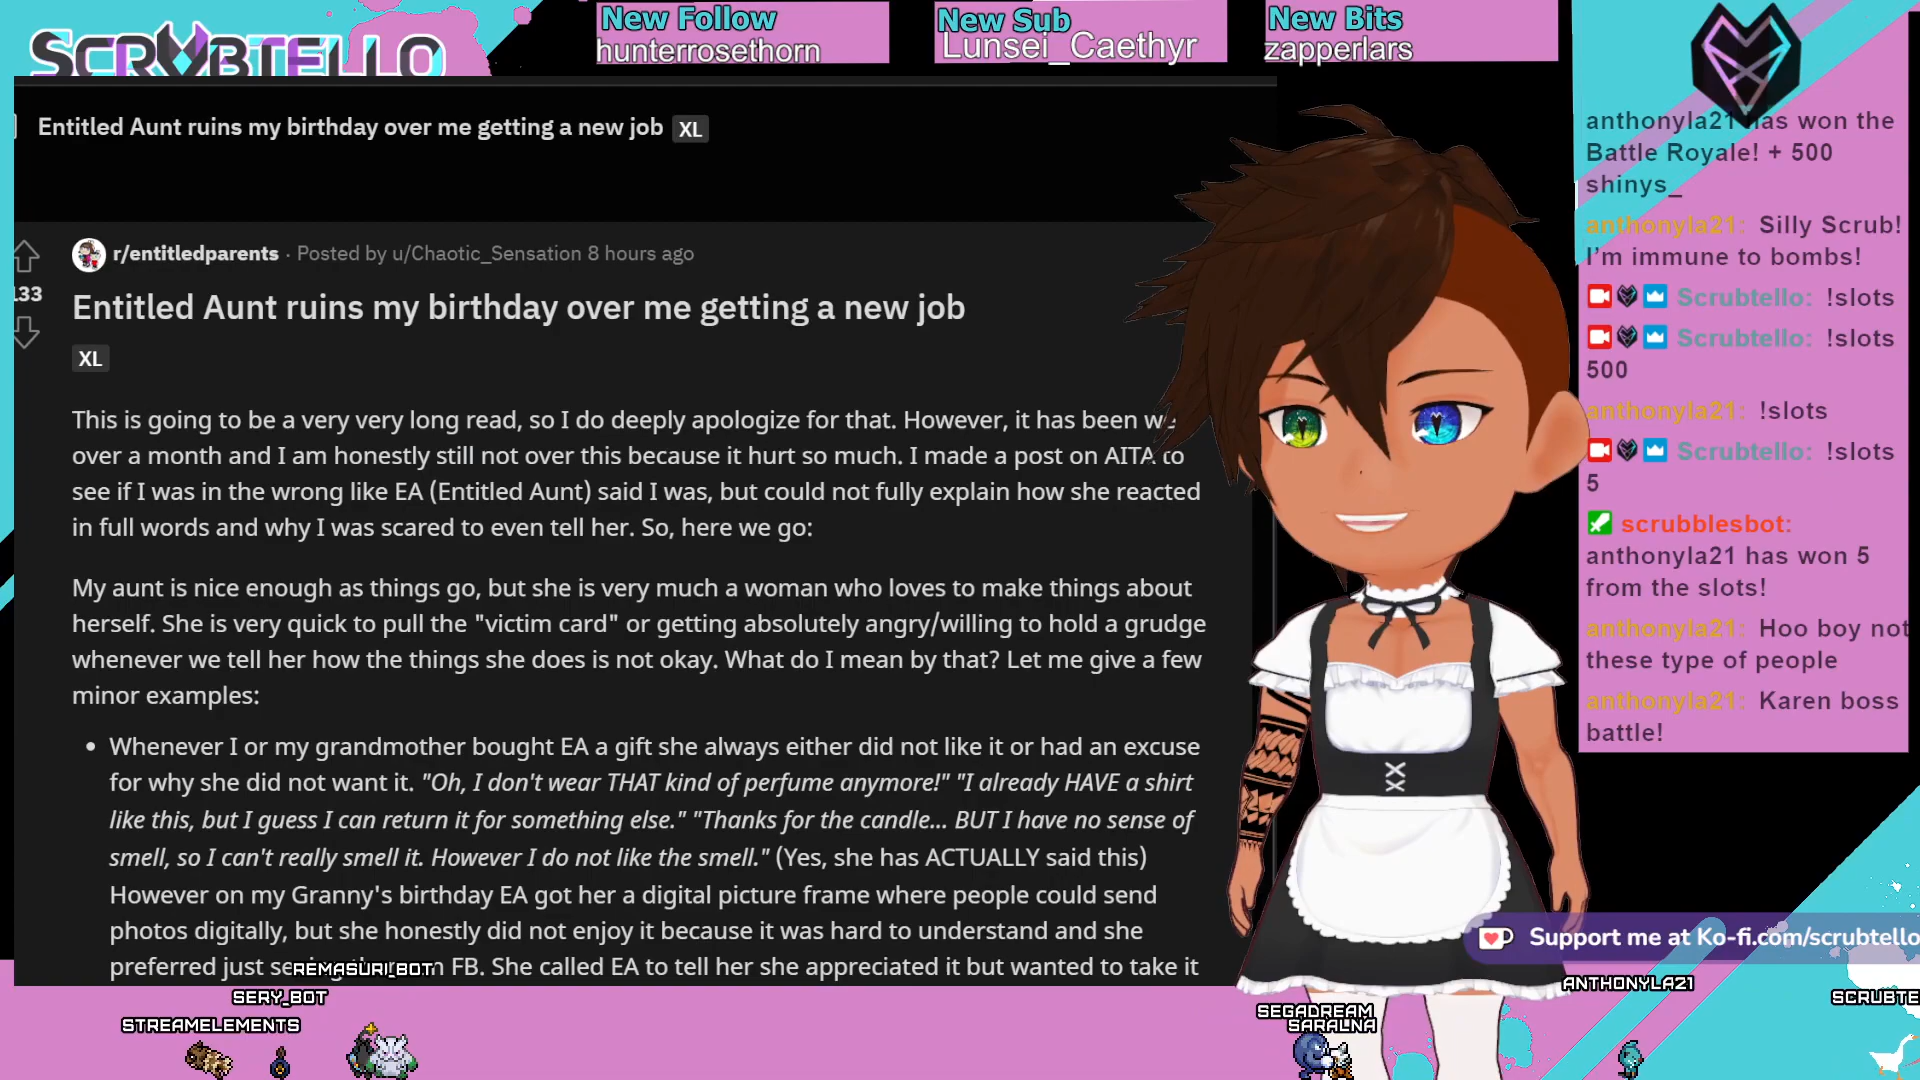 SCRUBTELLO
New Follow
hunterrosethorn
New Sub
Lunsei_Caethyr
New Bits
zapperlars
Entitled Aunt ruins my birthday over me getting a new job XL
r/entitledparents · Posted by u/Chaotic_Sensation 8 hours ago
133
Entitled Aunt ruins my birthday over me getting a new job
XL
This is going to be a very very long read, so I do deeply apologize for that. However, it has been
over a month and I am honestly still not over this because it hurt so much. I made a post on AITA to
see if I was in the wrong like EA (Entitled Aunt) said I was, but could not fully explain how she reacted
in full words and why I was scared to even tell her. So, here we go:
My aunt is nice enough as things go, but she is very much a woman who loves to make things about
herself. She is very quick to pull the "victim card" or getting absolutely angry/willing to hold a grudge
whenever we tell her how the things she does is not okay. What do I mean by that? Let me give a few
minor examples:
• Whenever I or my grandmother bought EA a gift she always either did not like it or had an excuse
for why she did not want it. "Oh, I don't wear THAT kind of perfume anymore!" "I already HAVE a shirt
like this, but I guess I can return it for something else." "Thanks for the candle... BUT I have no sense of
smell, so I can't really smell it. However I do not like the smell." (Yes, she has ACTUALLY said this)
However on my Granny's birthday EA got her a digital picture frame where people could send
photos digitally, but she honestly did not enjoy it because it was hard to understand and she
preferred just FB. She called EA to tell her she appreciated it but wanted to take it
anthonyla21 has won the
Battle Royale! + 500
shinys_
anthonyla21: Silly Scrub!
I'm immune to bombs!
Scrubtello: !slots
Scrubtello: !slots
500
anthonyla21: !slots
Scrubtello: !slots
5
scrubblesbot:
anthonyla21 has won 5
from the slots!
anthonyla21: Hoo boy not
these type of people
anthonyla21: Karen boss
battle!
Support me at Ko-fi.com/scrubtello
REMASURI_BOT
SERY_BOT
STREAMELEMENTS
SEGADREAM
SARALNA
ANTHONYLA21
SCRUBTE